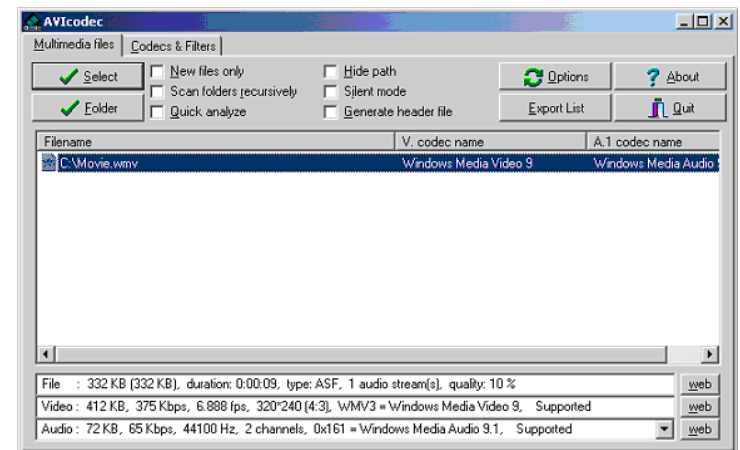 AVIcodec
Multimedia files Codecs & Filters
Select New files only Hide path Options About
Scan folders recursively Silent mode
Folder Quick analyze Generate header file Export List Quit
Filename V. codec name A.1 codec name
C:\Movie.wmv Windows Media Video 9 Windows Media Audio
File : 332 KB (332 KB), duration: 0:00:09, type: ASF, 1 audio stream(s), quality: 10 % web
Video : 412 KB, 375 Kbps, 6.888 fps, 320*240 (4:3), WMV3 = Windows Media Video 9, Supported web
Audio : 72 KB, 65 Kbps, 44100 Hz, 2 channels, 0x161 = Windows Media Audio 9.1, Supported web